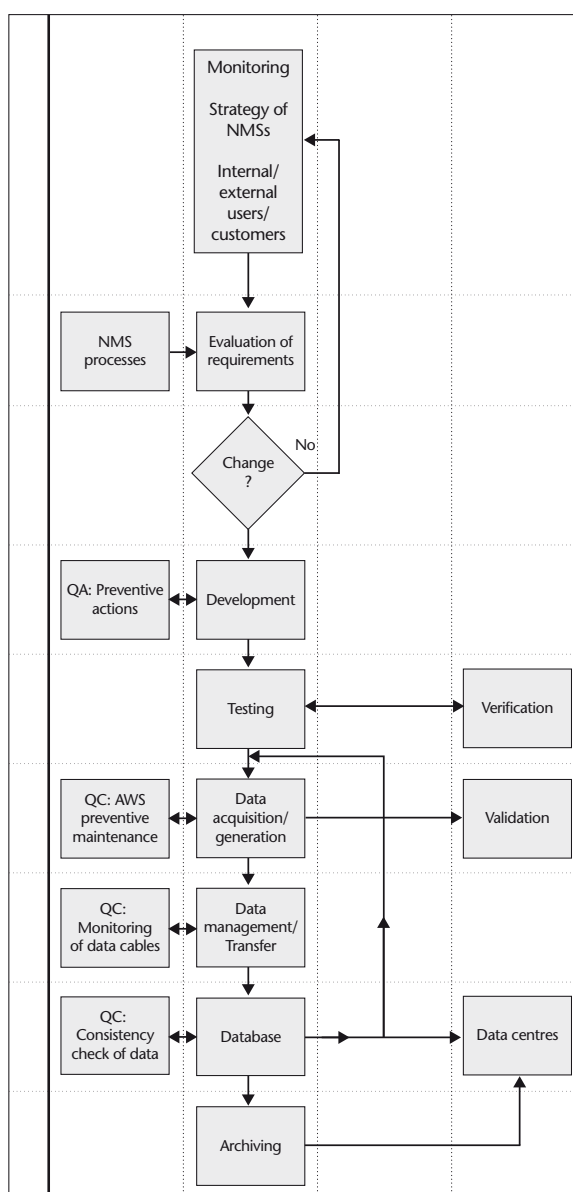 Monitoring
Strategy of
NMSs
Internal/
external
users/
customers
NMS
processes
Evaluation of
requirements
Change
?
No
QA: Preventive
actions
Development
Testing
Verification
QC: AWS
preventive
maintenance
Data
acquisition/
generation
Validation
QC:
Monitoring
of data cables
Data
management/
Transfer
QC:
Consistency
check of data
Database
Data centres
Archiving